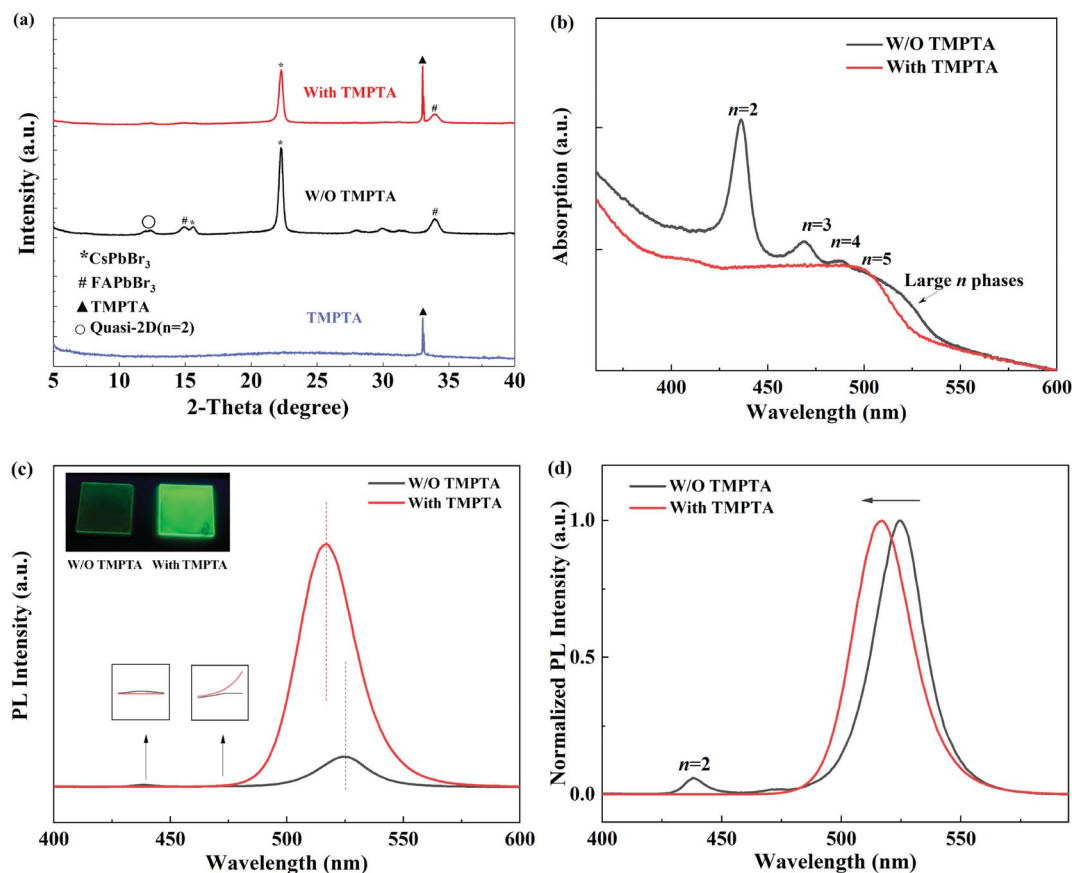 (a)
Intensity (a.u.)
*
▲
With TMPTA
#
*
W/O TMPTA
○
#
*
#
*CsPbBr₃
# FAPbBr₃
▲TMPTA
○ Quasi-2D(n=2)
TMPTA
▲
5 10 15 20 25 30 35 40
2-Theta (degree)
(b)
W/O TMPTA
With TMPTA
Absorption (a.u.)
n=2
n=3
n=4
n=5
Large n phases
400 450 500 550 600
Wavelength (nm)
(c)
W/O TMPTA
With TMPTA
W/O TMPTA With TMPTA
PL Intensity (a.u.)
400 450 500 550 600
Wavelength (nm)
(d)
W/O TMPTA
With TMPTA
Normalized PL Intensity (a.u.)
1.0
0.5
0.0
n=2
400 450 500 550
Wavelength (nm)